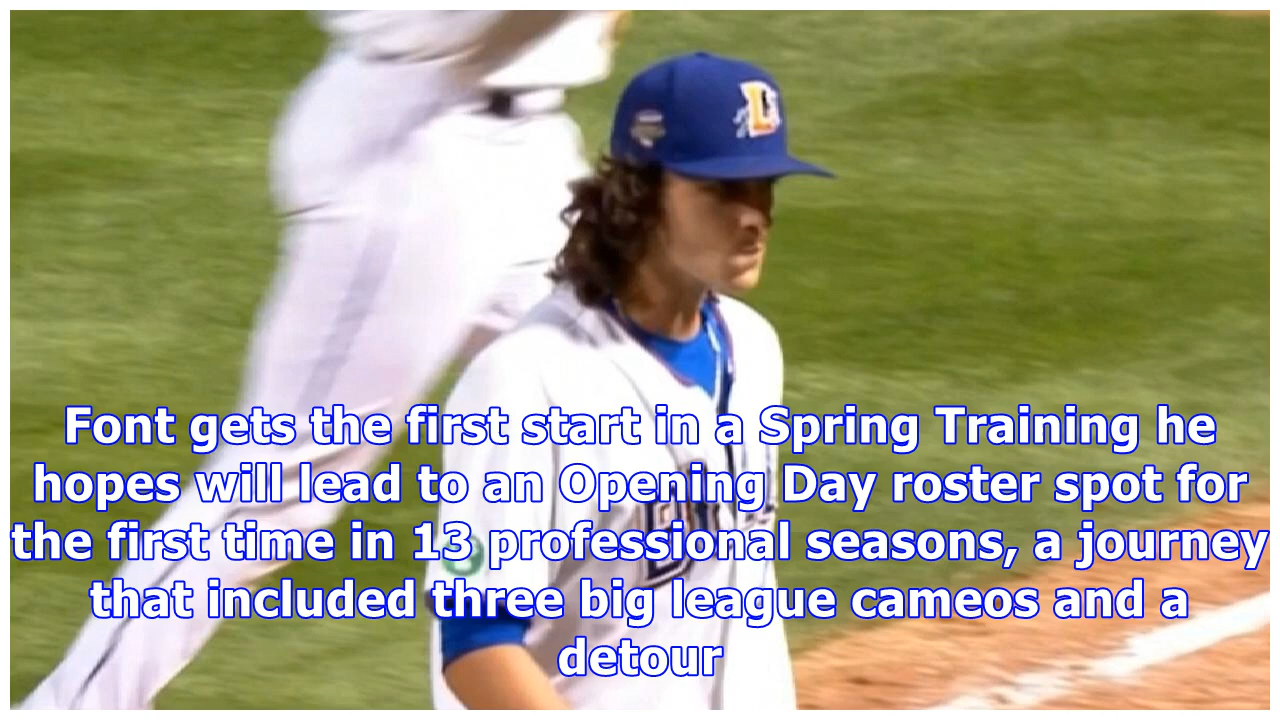 D
Font gets the first start in a Spring Training he
hopes will lead to an Opening Day roster spot for
the first time in 13 professional seasons, a journey
that included three big league cameos and a
detour